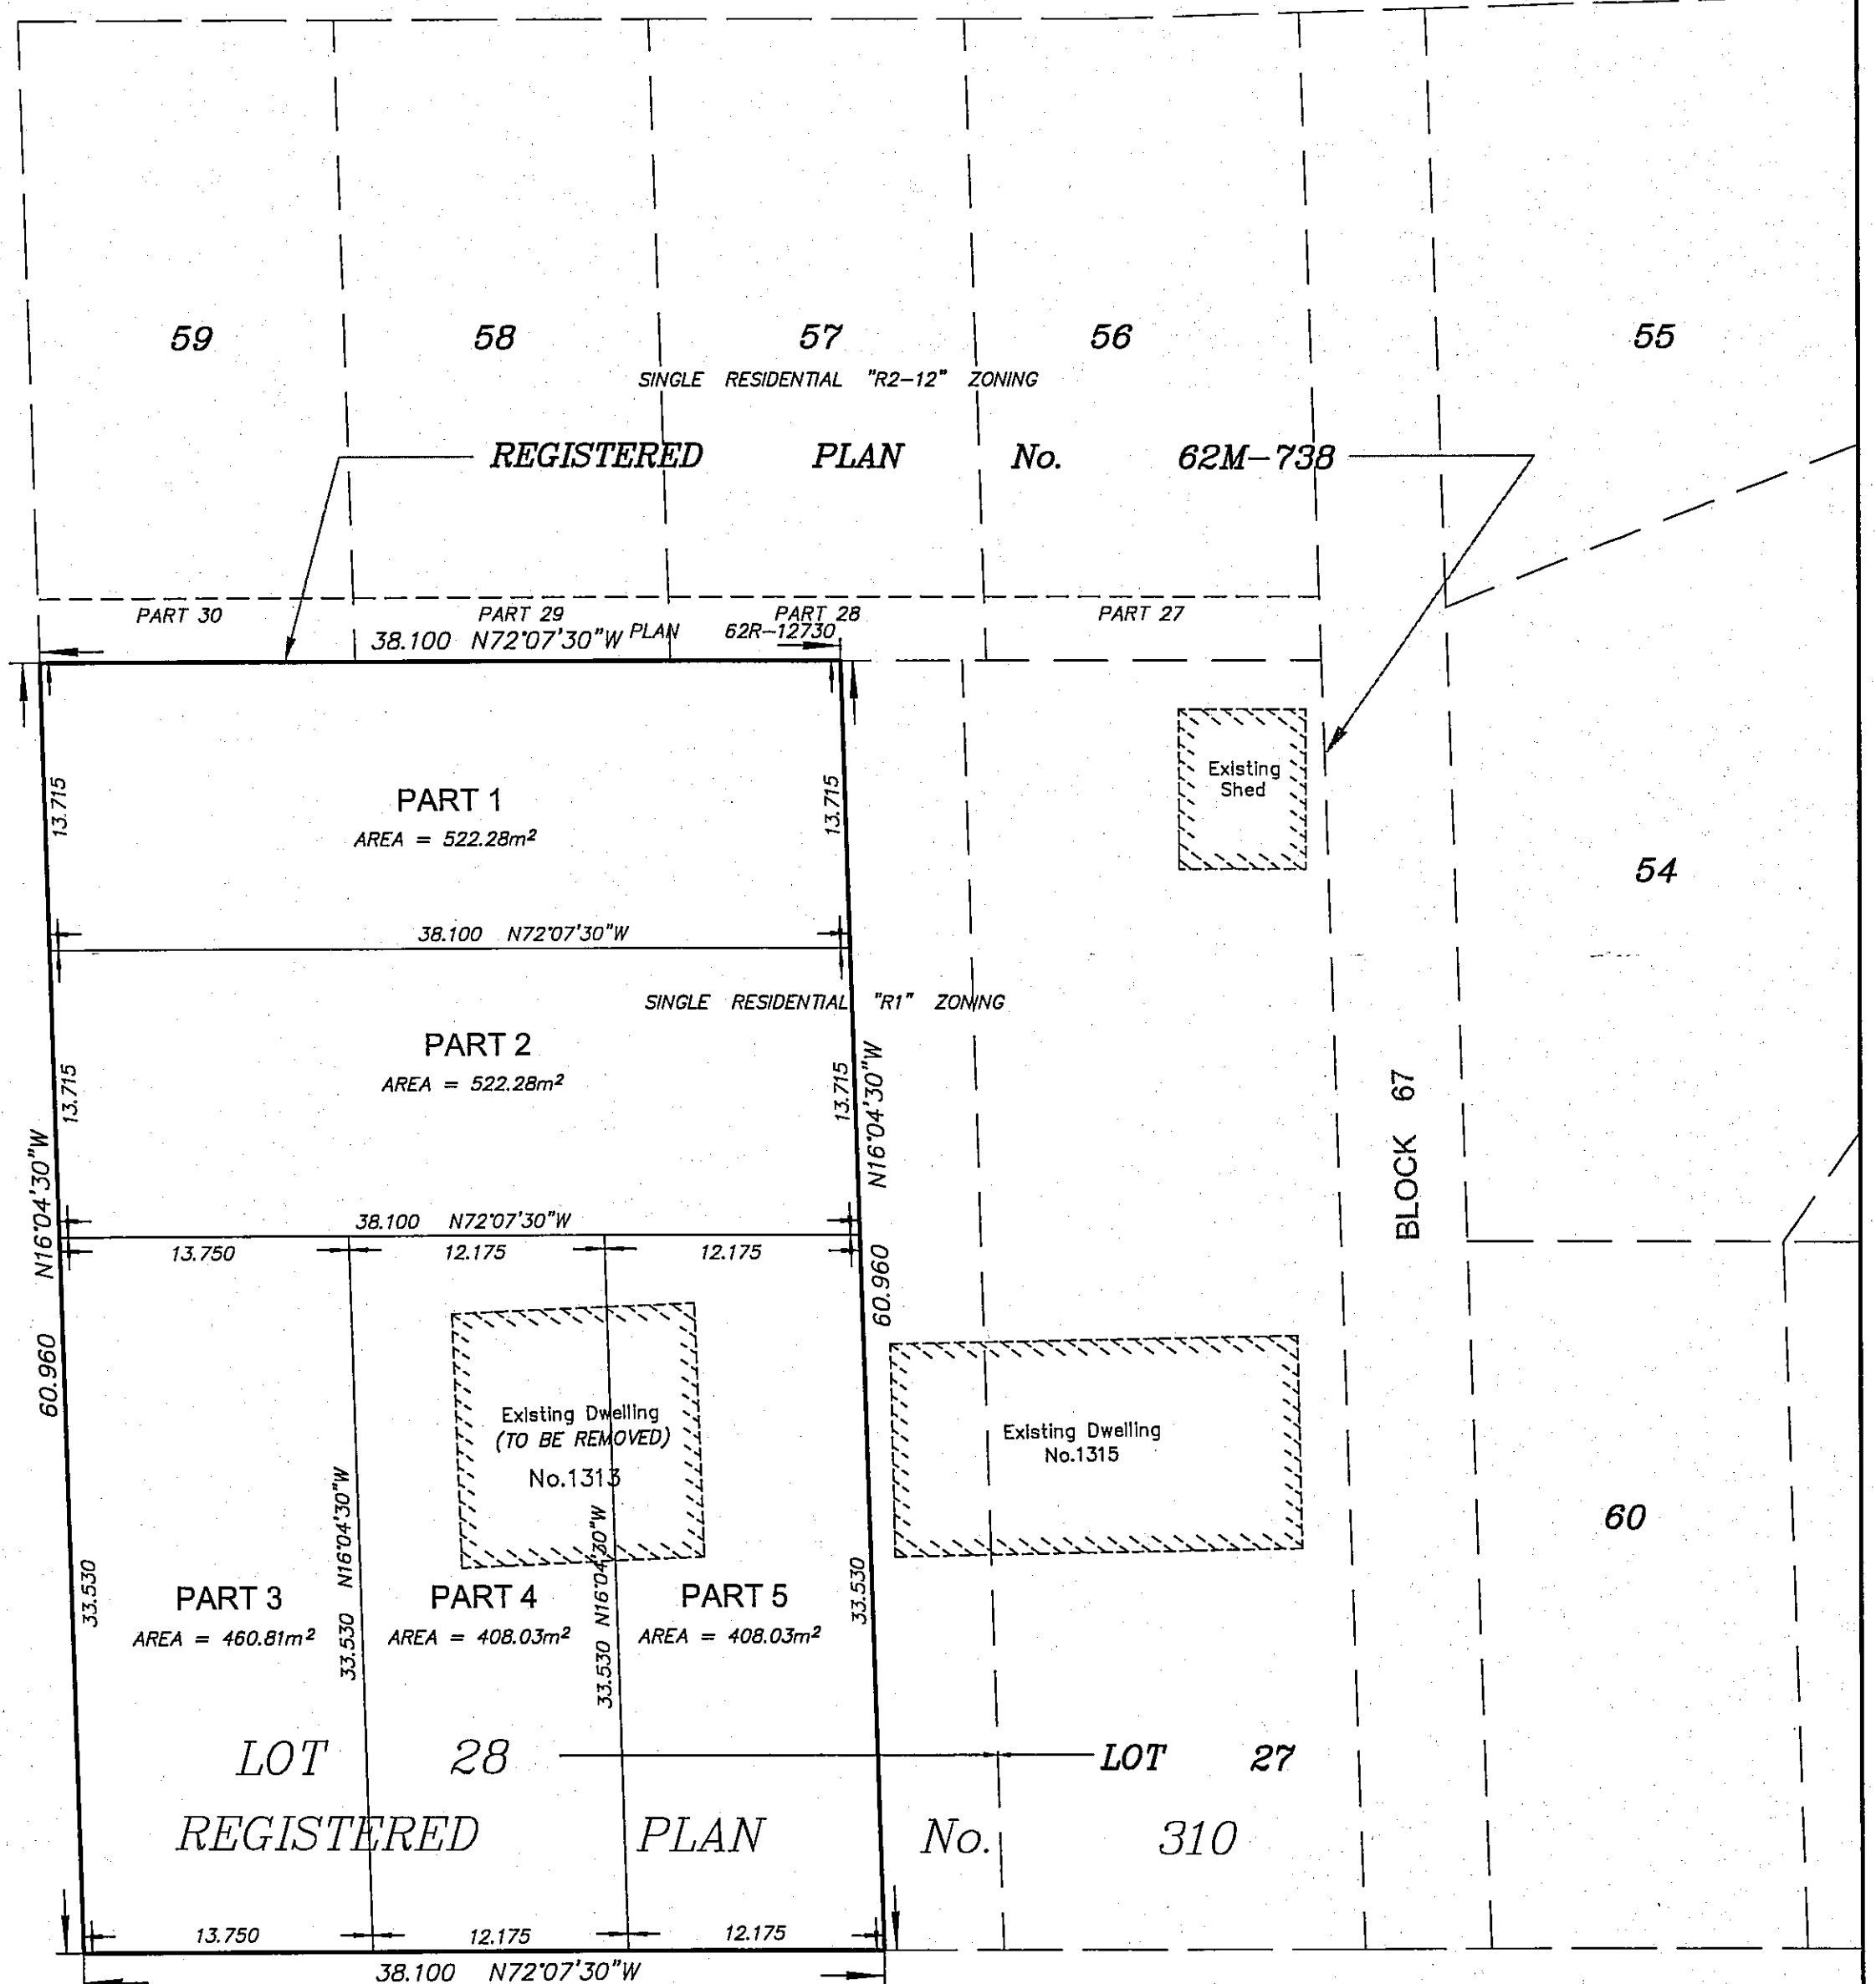 59 58 57 56 55
SINGLE RESIDENTIAL "R2-12" ZONING
REGISTERED PLAN No. 62M-738
PART 30 PART 29 PART 28 PART 27
38.100 N72°07'30"W PLAN 62R-12730
13.715
PART 1
AREA = 522.28m²
13.715
Existing
Shed
54
38.100 N72°07'30"W
SINGLE RESIDENTIAL "R1" ZONING
13.715
PART 2
AREA = 522.28m²
13.715
60.960 N16°04'30"W
60.960 N16°04'30"W
BLOCK 67
38.100 N72°07'30"W
13.750 12.175 12.175
Existing Dwelling
(TO BE REMOVED)
No.1313
Existing Dwelling
No.1315
60
33.530
33.530 N16°04'30"W
33.530 N16°04'30"W
33.530
PART 3
AREA = 460.81m²
PART 4
AREA = 408.03m²
PART 5
AREA = 408.03m²
LOT 28
LOT 27
REGISTERED PLAN No. 310
13.750 12.175 12.175
38.100 N72°07'30"W